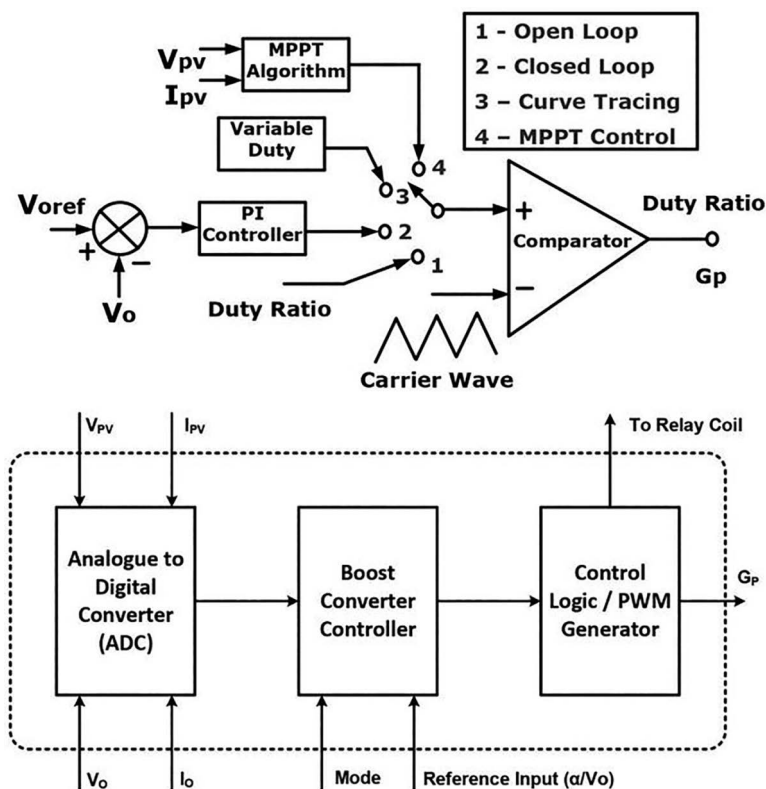 Vpv
Ipv
MPPT
Algorithm
1 - Open Loop
2 - Closed Loop
3 – Curve Tracing
4 – MPPT Control
Variable
Duty
4
3
Voref
+
−
Vo
PI
Controller
2
1
Duty Ratio
+
Comparator
−
Duty Ratio
Gp
Carrier Wave
VPV
IPV
To Relay Coil
Analogue to
Digital
Converter
(ADC)
Boost
Converter
Controller
Control
Logic / PWM
Generator
GP
VO
IO
Mode
Reference Input (α/Vo)